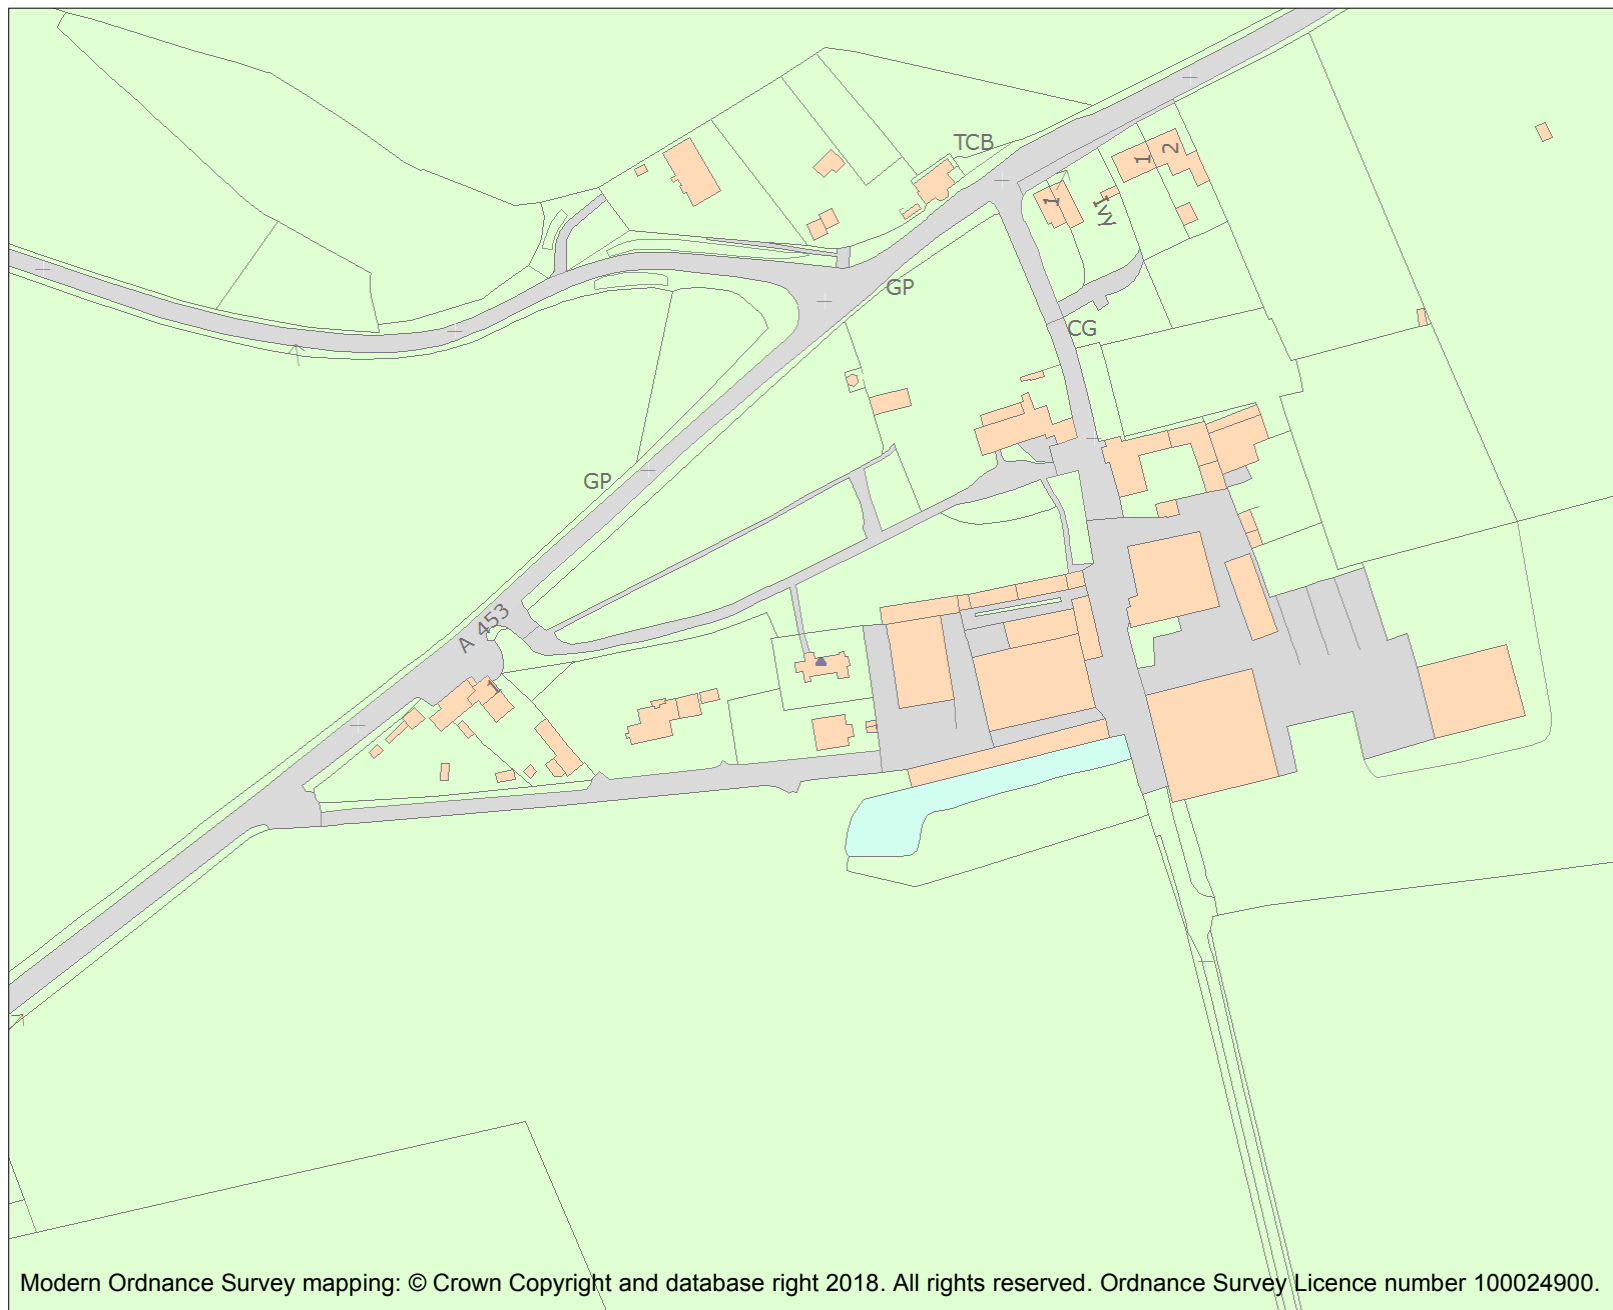 TCB
1
2
1
Ivy
GP
CG
GP
A 453
1
Modern Ordnance Survey mapping: © Crown Copyright and database right 2018. All rights reserved. Ordnance Survey Licence number 100024900.